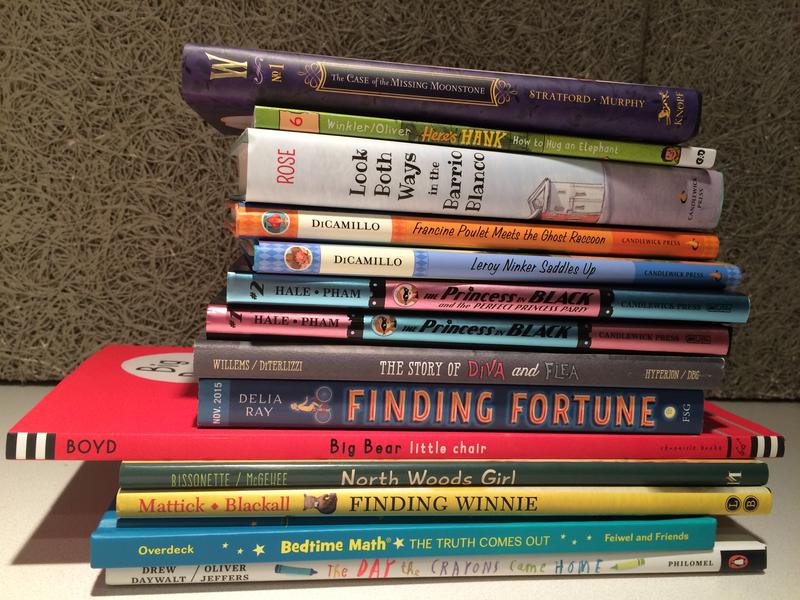 W Nº1 The CASE of the MISSING MOONSTONE STRATFORD · MURPHY KNOPF
6 Winkler/Oliver Here's HANK How to Hug an Elephant G.D
ROSE Look Both Ways in the Barrio Blanco CANDLEWICK PRESS
DiCAMILLO Francine Poulet Meets the Ghost Raccoon CANDLEWICK PRESS
DiCAMILLO Leroy Ninker Saddles Up CANDLEWICK PRESS
#2 HALE · PHAM THE Princess IN BLACK and the PERFECT PRINCESS PARTY CANDLEWICK PRESS
HALE · PHAM THE Princess IN BLACK CANDLEWICK PRESS
WILLEMS / DiTERLIZZI THE STORY OF DIVA and FLEA HYPERION / DBG
NOV. 2015 DELIA RAY FINDING FORTUNE FSG
Big
BOYD Big Bear little chair chronicle books
BISSONETTE / McGEHEE North Woods Girl
Mattick ♦ Blackall FINDING WINNIE L B
Overdeck Bedtime Math® THE TRUTH COMES OUT Feiwel and Friends
DREW DAYWALT / OLIVER JEFFERS The DAY the CRAYONS Came HOME PHILOMEL